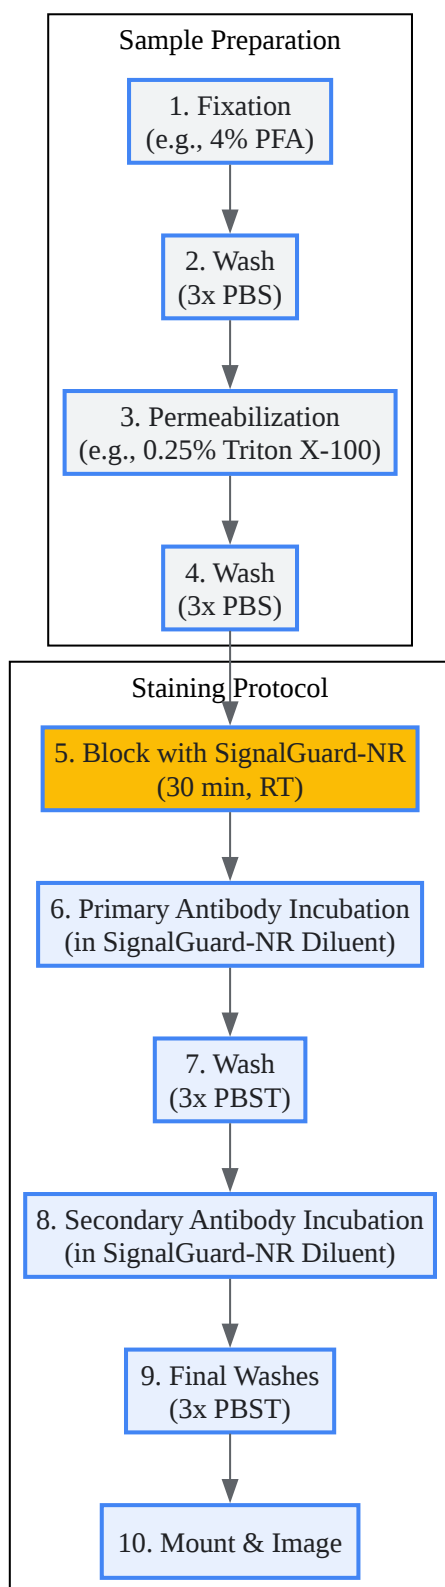 Sample Preparation
1. Fixation
(e.g., 4% PFA)
2. Wash
(3x PBS)
3. Permeabilization
(e.g., 0.25% Triton X-100)
4. Wash
(3x PBS)
Staining Protocol
5. Block with SignalGuard-NR
(30 min, RT)
6. Primary Antibody Incubation
(in SignalGuard-NR Diluent)
7. Wash
(3x PBST)
8. Secondary Antibody Incubation
(in SignalGuard-NR Diluent)
9. Final Washes
(3x PBST)
10. Mount & Image